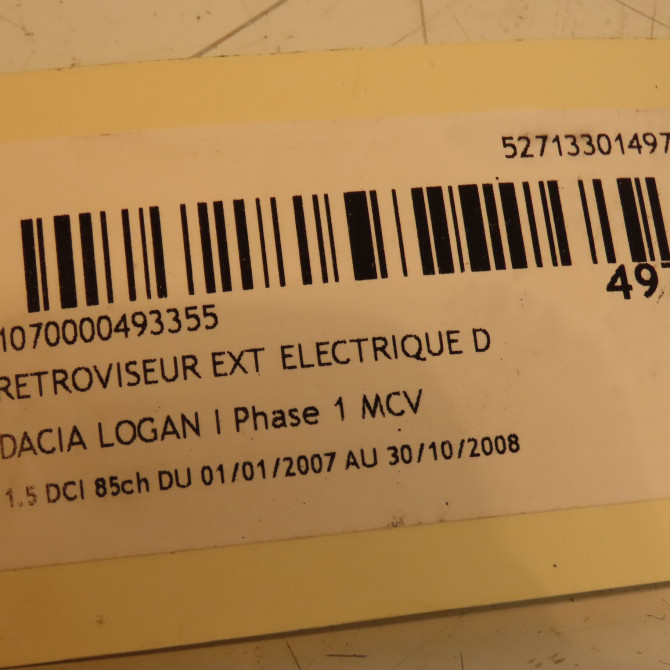 52713301497
1070000493355
497
RETROVISEUR EXT ELECTRIQUE D
DACIA LOGAN I Phase 1 MCV
1.5 DCI 85ch DU 01/01/2007 AU 30/10/2008